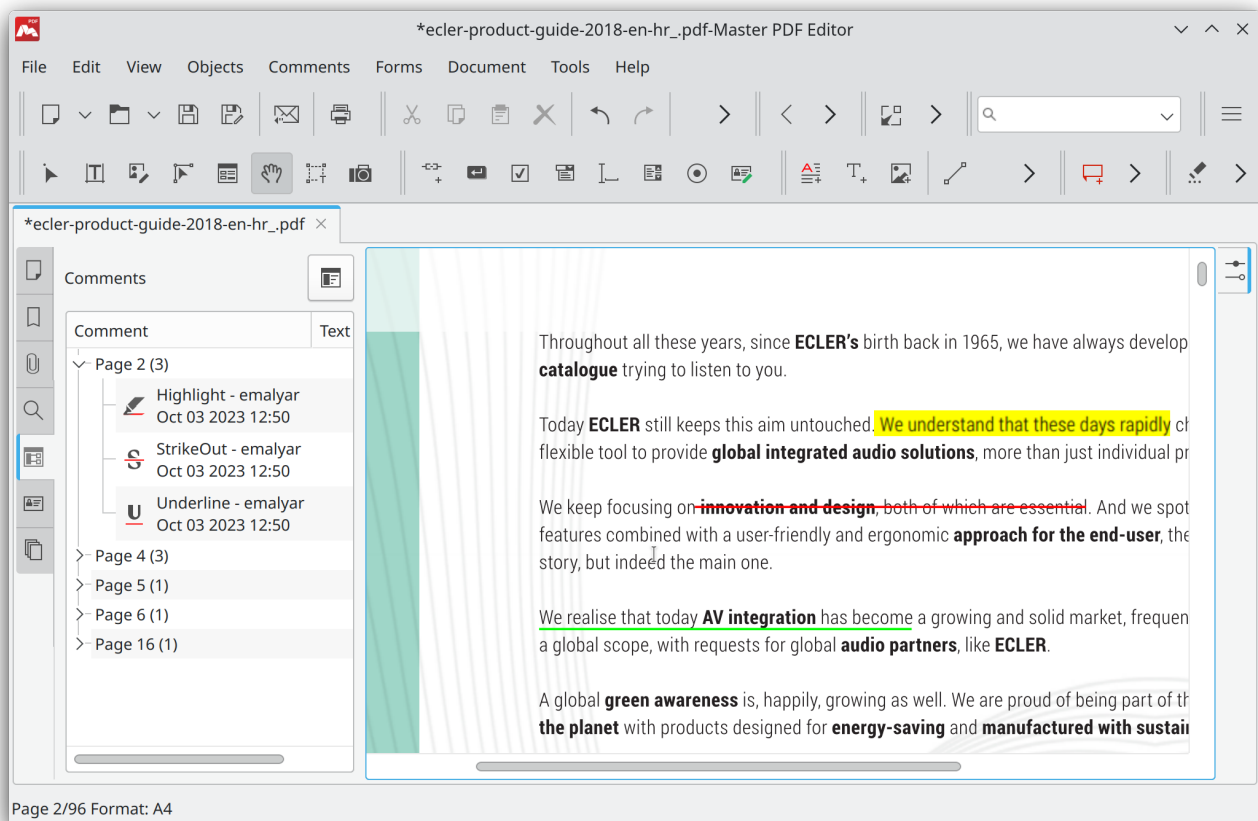 *ecler-product-guide-2018-en-hr_.pdf-Master PDF Editor
File Edit View Objects Comments Forms Document Tools Help
*ecler-product-guide-2018-en-hr_.pdf
Comments
Comment Text
Page 2 (3)
Highlight - emalyar
Oct 03 2023 12:50
StrikeOut - emalyar
Oct 03 2023 12:50
Underline - emalyar
Oct 03 2023 12:50
Page 4 (3)
Page 5 (1)
Page 6 (1)
Page 16 (1)
Throughout all these years, since ECLER's birth back in 1965, we have always develop
catalogue trying to listen to you.
Today ECLER still keeps this aim untouched. We understand that these days rapidly ch
flexible tool to provide global integrated audio solutions, more than just individual pr
We keep focusing on innovation and design, both of which are essential. And we spot
features combined with a user-friendly and ergonomic approach for the end-user, the
story, but indeed the main one.
We realise that today AV integration has become a growing and solid market, frequen
a global scope, with requests for global audio partners, like ECLER.
A global green awareness is, happily, growing as well. We are proud of being part of th
the planet with products designed for energy-saving and manufactured with sustain
Page 2/96 Format: A4